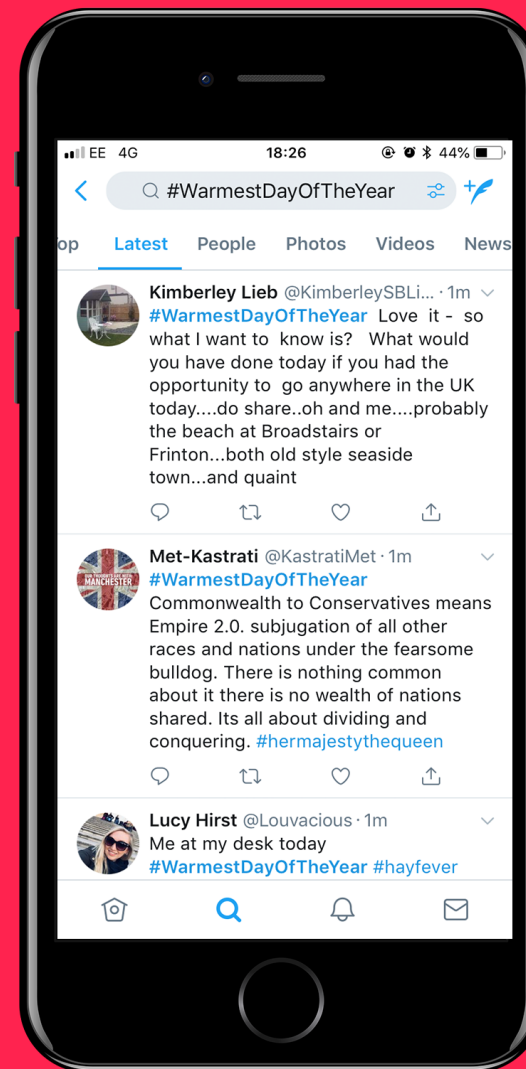 EE 4G 18:26 44%
#WarmestDayOfTheYear
op Latest People Photos Videos News
Kimberley Lieb @KimberleySBLi... · 1m
#WarmestDayOfTheYear Love it - so
what I want to know is? What would
you have done today if you had the
opportunity to go anywhere in the UK
today....do share..oh and me....probably
the beach at Broadstairs or
Frinton...both old style seaside
town...and quaint
OUR THOUGHTS ARE WITH
MANCHESTER
Met-Kastrati @KastratiMet · 1m
#WarmestDayOfTheYear
Commonwealth to Conservatives means
Empire 2.0. subjugation of all other
races and nations under the fearsome
bulldog. There is nothing common
about it there is no wealth of nations
shared. Its all about dividing and
conquering. #hermajestythequeen
Lucy Hirst @Louvacious · 1m
Me at my desk today
#WarmestDayOfTheYear #hayfever